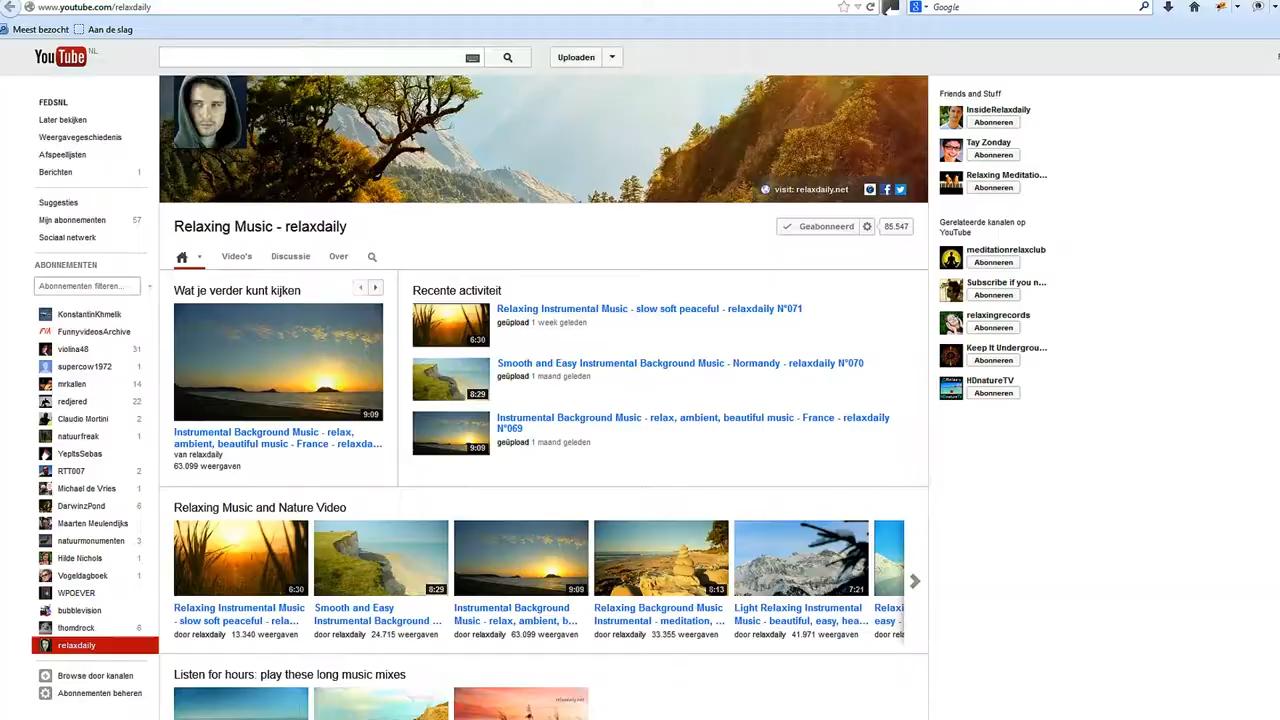 www.youtube.com/relaxdaily
Google
Meest bezocht
Aan de slag
YouTube NL
Uploaden
FEDSNL
Later bekijken
Weergavegeschiedenis
Afspeellijsten
Berichten 1
Suggesties
Mijn abonnementen 57
Sociaal netwerk
ABONNEMENTEN
Abonnementen filteren...
KonstantinKhmelik
FunnyvideosArchive
violina48 31
supercow1972 1
mrkallen 14
redjered 22
Claudio Martini 2
natuurfreak 1
YepItsSebas
RTT007 2
Michael de Vries 1
DarwinzPond 6
Maarten Meulendijks
natuurmonumenten 3
Hilde Nichols 1
Vogeldagboek 1
WPOEVER
bubblevision
thomdrock 6
relaxdaily
Browse door kanalen
Abonnementen beheren
visit: relaxdaily.net
Relaxing Music - relaxdaily
Geabonneerd
85.547
Video's
Discussie
Over
Wat je verder kunt kijken
9:09
Instrumental Background Music - relax,
ambient, beautiful music - France - relaxda...
van relaxdaily
63.099 weergaven
Recente activiteit
6:30
Relaxing Instrumental Music - slow soft peaceful - relaxdaily N°071
geüpload 1 week geleden
8:29
Smooth and Easy Instrumental Background Music - Normandy - relaxdaily N°070
geüpload 1 maand geleden
9:09
Instrumental Background Music - relax, ambient, beautiful music - France - relaxdaily
N°069
geüpload 1 maand geleden
Relaxing Music and Nature Video
6:30
Relaxing Instrumental Music
- slow soft peaceful - rela...
door relaxdaily 13.340 weergaven
8:29
Smooth and Easy
Instrumental Background ...
door relaxdaily 24.715 weergaven
9:09
Instrumental Background
Music - relax, ambient, b...
door relaxdaily 63.099 weergaven
8:13
Relaxing Background Music
Instrumental - meditation, ...
door relaxdaily 33.355 weergaven
7:21
Light Relaxing Instrumental
Music - beautiful, easy, hea...
door relaxdaily 41.971 weergaven
Relaxi
easy -
door rela
Listen for hours: play these long music mixes
relaxdaily.net
Friends and Stuff
InsideRelaxdaily
Abonneren
Tay Zonday
Abonneren
Relaxing Meditatio...
Abonneren
Gerelateerde kanalen op
YouTube
meditationrelaxclub
Abonneren
Subscribe if you n...
Abonneren
relaxingrecords
Abonneren
Keep It Undergrou...
Abonneren
HDnatureTV
Abonneren